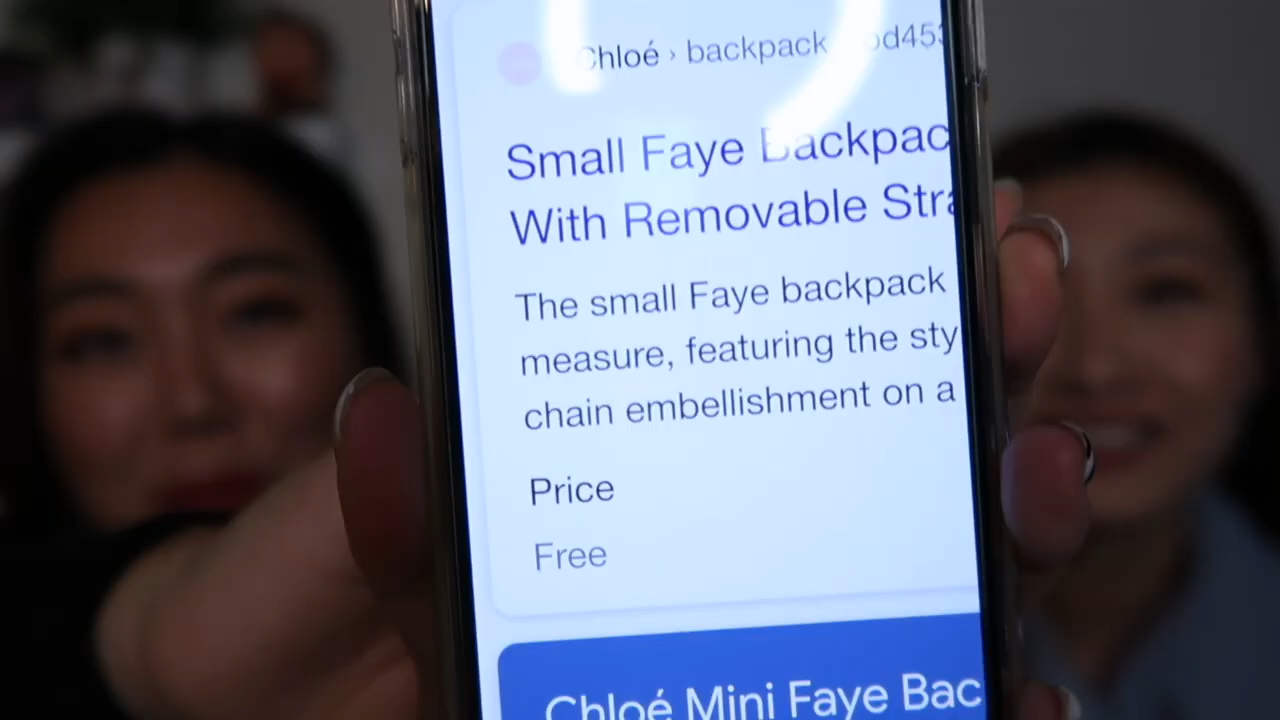 Chloé › backpack
Small Faye Backpac
With Removable Stra
The small Faye backpack
measure, featuring the sty
chain embellishment on a
Price
Free
Chloé Mini Faye Bac